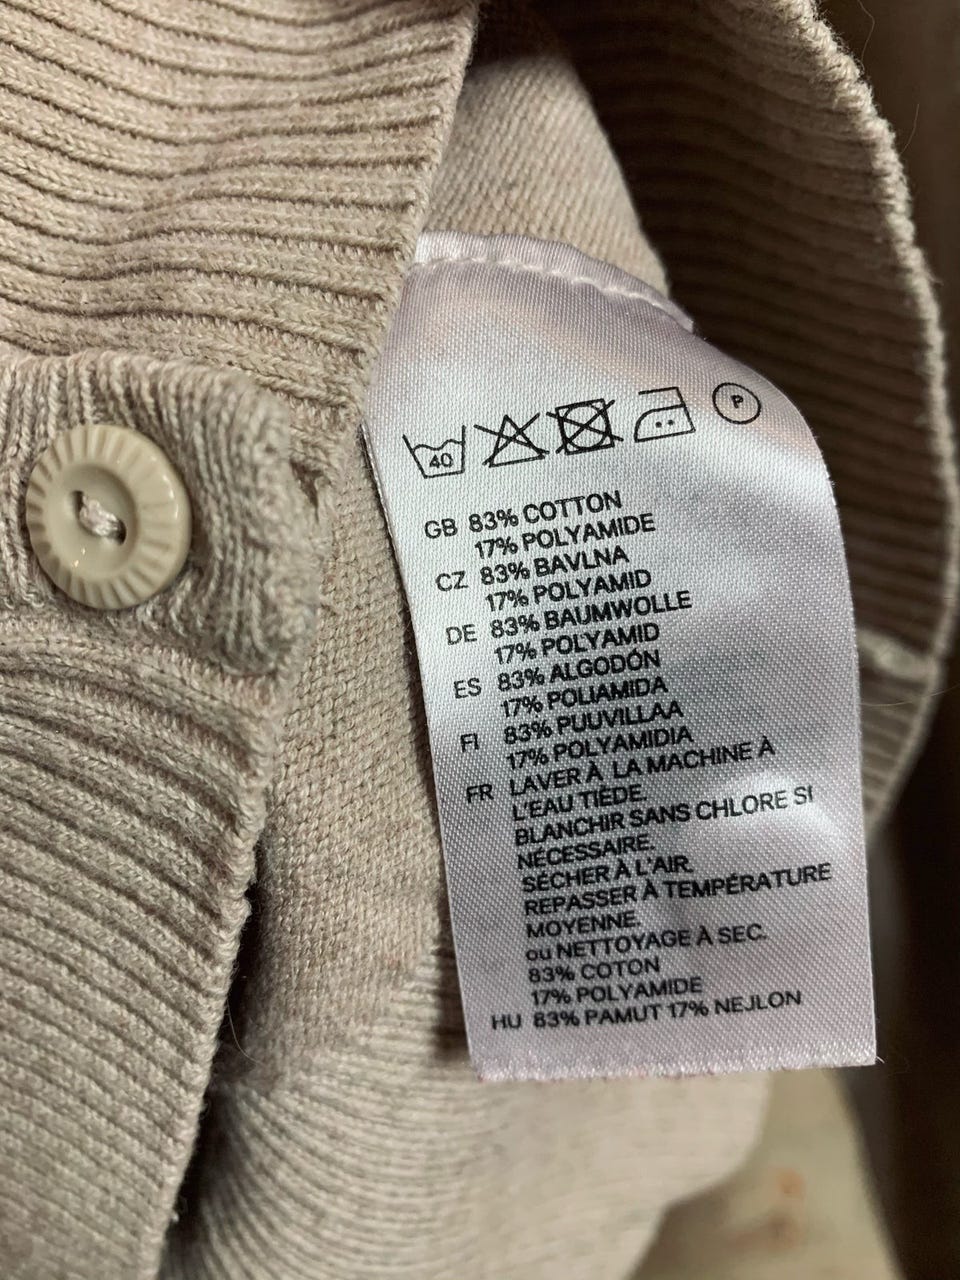 40
P
GB 83% COTTON
17% POLYAMIDE
CZ 83% BAVLNA
17% POLYAMID
DE 83% BAUMWOLLE
17% POLYAMID
ES 83% ALGODÓN
17% POLIAMIDA
FI 83% PUUVILLAA
17% POLYAMIDIA
FR LAVER À LA MACHINE À
L'EAU TIÈDE.
BLANCHIR SANS CHLORE SI
NÉCESSAIRE.
SÉCHER À L'AIR.
REPASSER À TEMPÉRATURE
MOYENNE.
ou NETTOYAGE À SEC.
83% COTON
17% POLYAMIDE
HU 83% PAMUT 17% NEJLON